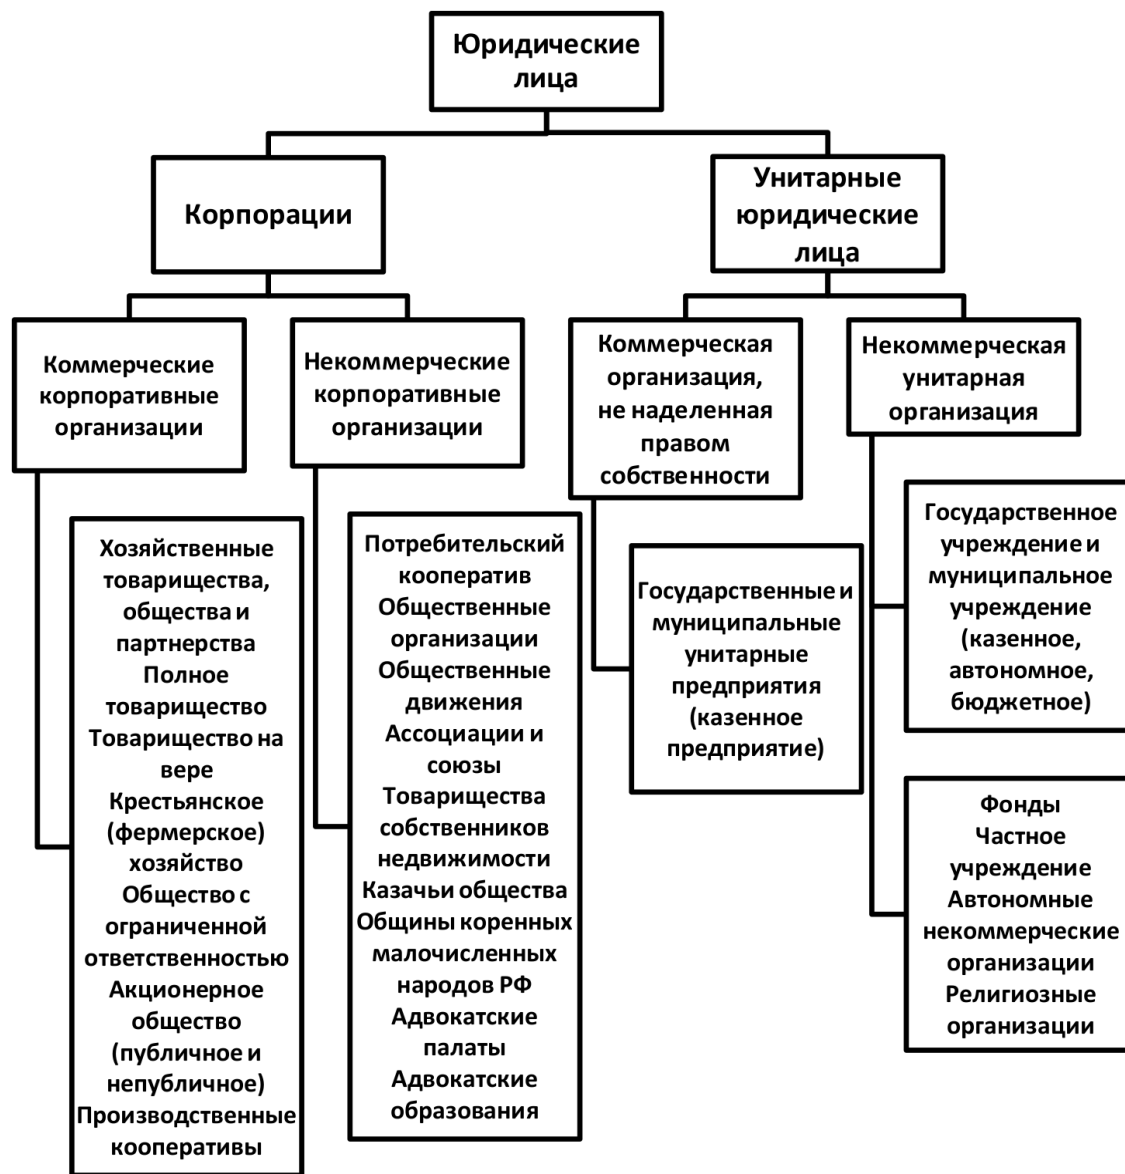 Юридические
лица
Корпорации
Унитарные
юридические
лица
Коммерческие
корпоративные
организации
Некоммерческие
корпоративные
организации
Коммерческая
организация,
не наделенная
правом
собственности
Некоммерческая
унитарная
организация
Хозяйственные
товарищества,
общества и
партнерства
Полное
товарищество
Товарищество на
вере
Крестьянское
(фермерское)
хозяйство
Общество с
ограниченной
ответственностью
Акционерное
общество
(публичное и
непубличное)
Производственные
кооперативы
Потребительский
кооператив
Общественные
организации
Общественные
движения
Ассоциации и
союзы
Товарищества
собственников
недвижимости
Казачьи общества
Общины коренных
малочисленных
народов РФ
Адвокатские
палаты
Адвокатские
образования
Государственные и
муниципальные
унитарные
предприятия
(казенное
предприятие)
Государственное
учреждение и
муниципальное
учреждение
(казенное,
автономное,
бюджетное)
Фонды
Частное
учреждение
Автономные
некоммерческие
организации
Религиозные
организации